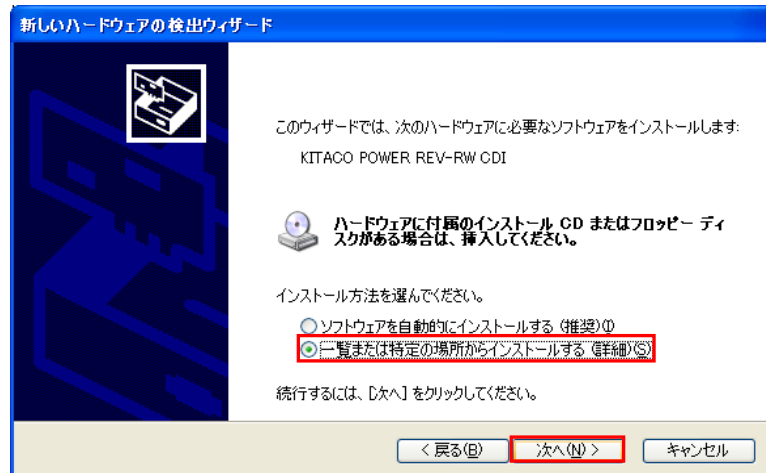 新しいハードウェアの検出ウィザード
このウィザードでは、次のハードウェアに必要なソフトウェアをインストールします:
KITACO POWER REV-RW CDI
ハードウェアに付属のインストール CD またはフロッピー ディ
スクがある場合は、挿入してください。
インストール方法を選んでください。
ソフトウェアを自動的にインストールする (推奨)(I)
一覧または特定の場所からインストールする (詳細)(S)
続行するには、[次へ] をクリックしてください。
< 戻る(B) 次へ(N) > キャンセル